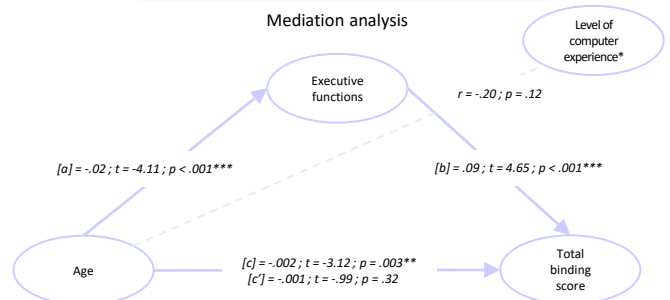 Mediation analysis
Level of
computer
experience*
Executive
functions
r = -.20 ; p = .12
[a] = -.02 ; t = -4.11 ; p < .001***
[b] = .09 ; t = 4.65 ; p < .001***
Age
[c] = -.002 ; t = -3.12 ; p = .003**
[c’] = -.001 ; t = -.99 ; p = .32
Total
binding
score